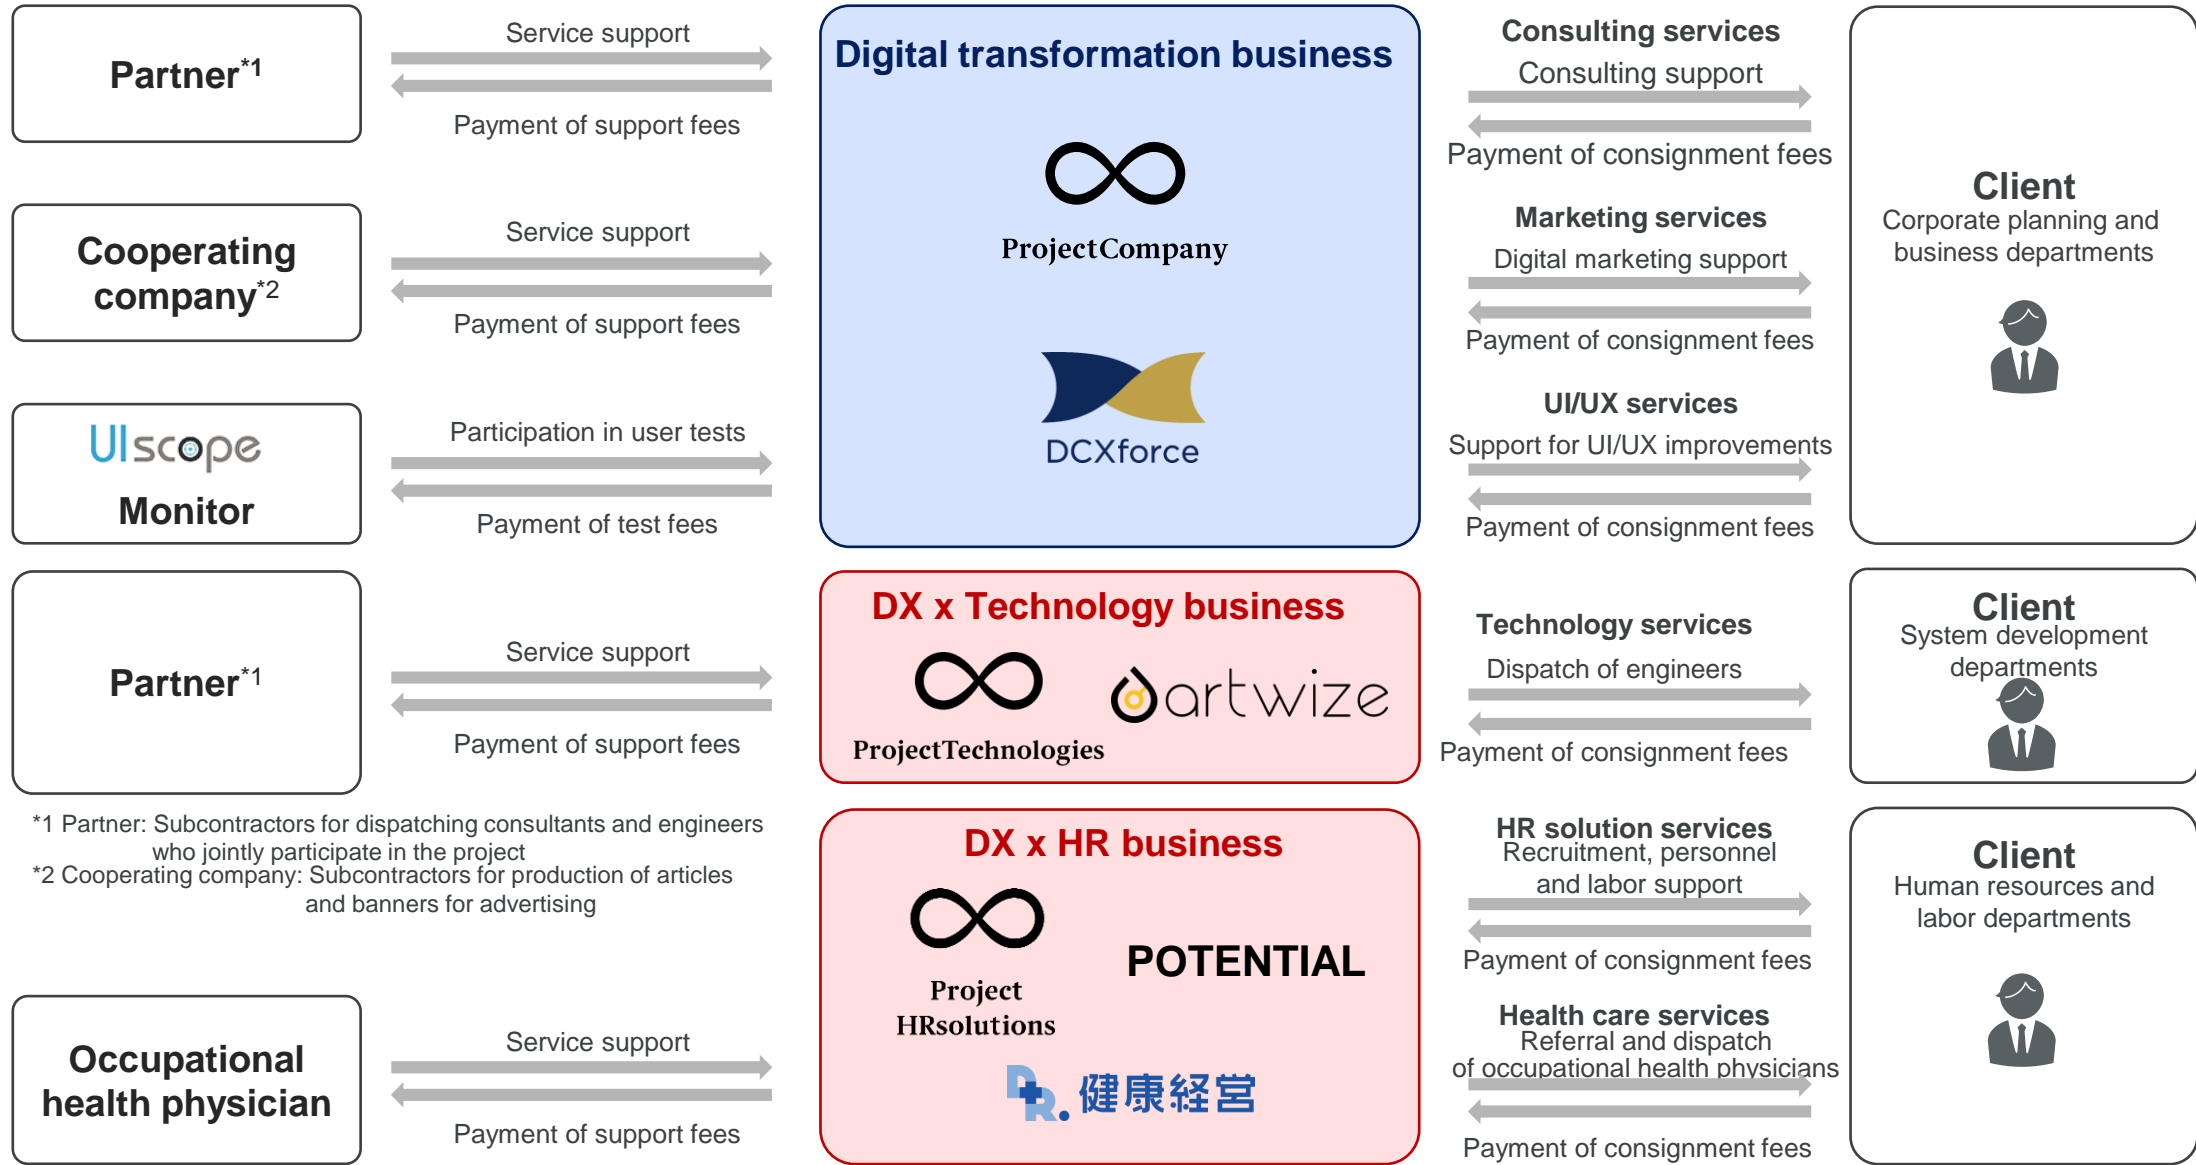 Partner*1
Service support
Payment of support fees
Cooperating
company*2
Service support
Payment of support fees
UIscope
Monitor
Participation in user tests
Payment of test fees
Digital transformation business
ProjectCompany
DCXforce
Consulting services
Consulting support
Payment of consignment fees
Marketing services
Digital marketing support
Payment of consignment fees
UI/UX services
Support for UI/UX improvements
Payment of consignment fees
Client
Corporate planning and
business departments
Partner*1
Service support
Payment of support fees
DX x Technology business
ProjectTechnologies
artwize
Technology services
Dispatch of engineers
Payment of consignment fees
Client
System development
departments
*1 Partner: Subcontractors for dispatching consultants and engineers
who jointly participate in the project
*2 Cooperating company: Subcontractors for production of articles
and banners for advertising
Occupational
health physician
Service support
Payment of support fees
DX x HR business
Project
HRsolutions
POTENTIAL
DR. 健康経営
HR solution services
Recruitment, personnel
and labor support
Payment of consignment fees
Health care services
Referral and dispatch
of occupational health physicians
Payment of consignment fees
Client
Human resources and
labor departments